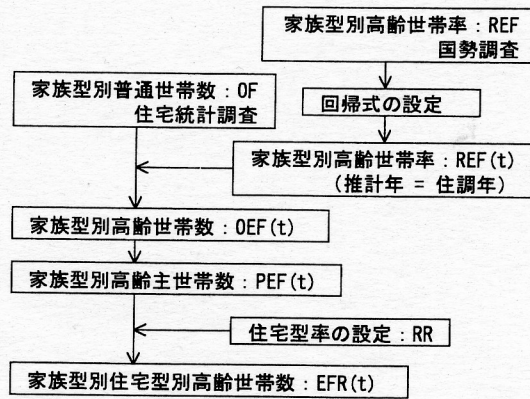 家族型別高齢世帯率：REF
国勢調査
家族型別普通世帯数：OF
住宅統計調査
回帰式の設定
家族型別高齢世帯率：REF(t)
(推計年 = 住調年)
家族型別高齢世帯数：OEF(t)
家族型別高齢主世帯数：PEF(t)
住宅型率の設定：RR
家族型別住宅型別高齢世帯数：EFR(t)